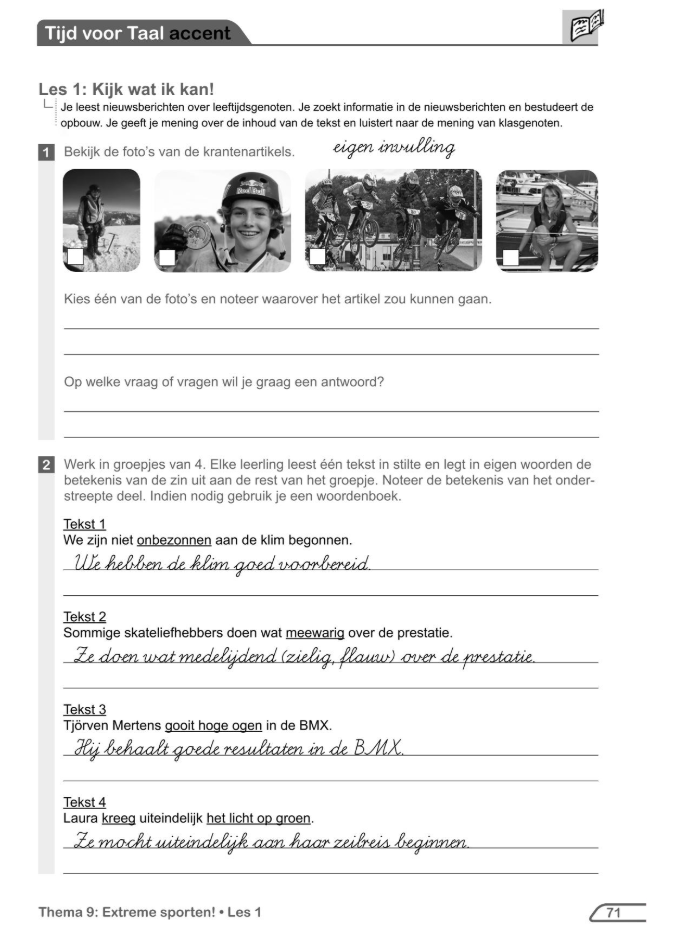 Tijd voor Taal accent
Les 1: Kijk wat ik kan!
Je leest nieuwsberichten over leeftijdsgenoten. Je zoekt informatie in de nieuwsberichten en bestudeert de
opbouw. Je geeft je mening over de inhoud van de tekst en luistert naar de mening van klasgenoten.
1 Bekijk de foto's van de krantenartikels. eigen invulling
Kies één van de foto's en noteer waarover het artikel zou kunnen gaan.
Op welke vraag of vragen wil je graag een antwoord?
2 Werk in groepjes van 4. Elke leerling leest één tekst in stilte en legt in eigen woorden de
betekenis van de zin uit aan de rest van het groepje. Noteer de betekenis van het onder-
streepte deel. Indien nodig gebruik je een woordenboek.
Tekst 1
We zijn niet onbezonnen aan de klim begonnen.
We hebben de klim goed voorbereid.
Tekst 2
Sommige skateliefhebbers doen wat meewarig over de prestatie.
Ze doen wat medelijdend (zielig, flauw) over de prestatie.
Tekst 3
Tjörven Mertens gooit hoge ogen in de BMX.
Hij behaalt goede resultaten in de BMX.
Tekst 4
Laura kreeg uiteindelijk het licht op groen.
Ze mocht uiteindelijk aan haar zeilreis beginnen.
Thema 9: Extreme sporten! • Les 1
71